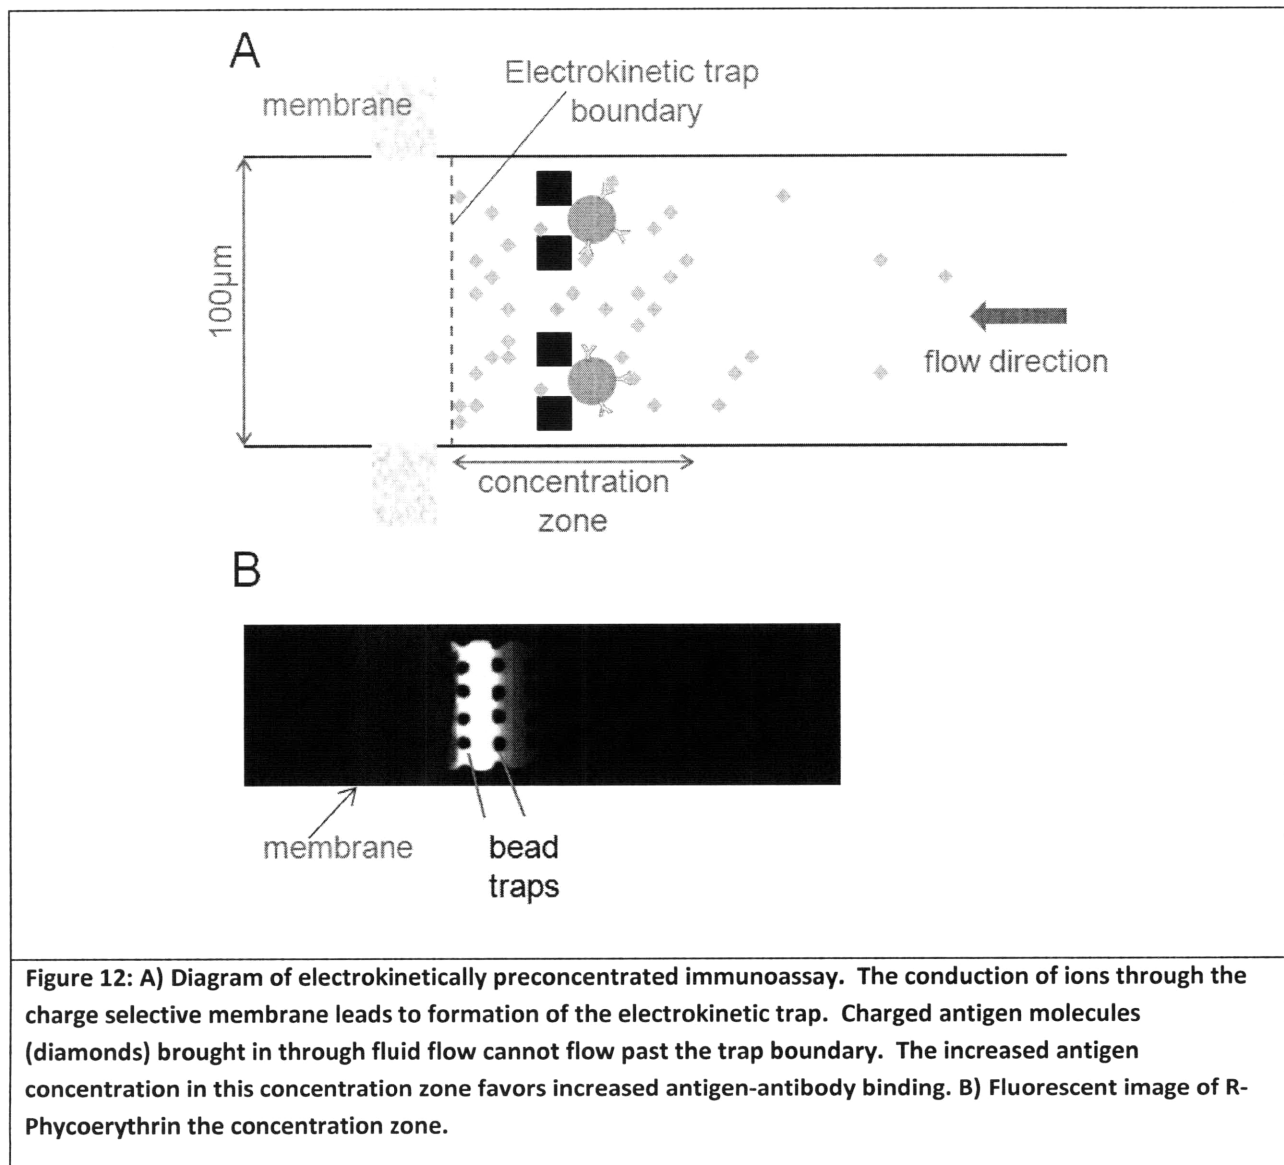 A
Electrokinetic trap
boundary
membrane
100µm
flow direction
concentration
zone
B
membrane
bead
traps
Figure 12: A) Diagram of electrokinetically preconcentrated immunoassay. The conduction of ions through the
charge selective membrane leads to formation of the electrokinetic trap. Charged antigen molecules
(diamonds) brought in through fluid flow cannot flow past the trap boundary. The increased antigen
concentration in this concentration zone favors increased antigen-antibody binding. B) Fluorescent image of R-
Phycoerythrin the concentration zone.